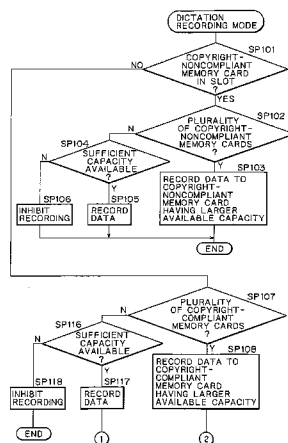 DICTATION
RECORDING MODE
SP101
COPYRIGHT-
NONCOMPLIANT
MEMORY CARD
IN SLOT
?
NO
YES
SP102
PLURALITY
OF COPYRIGHT-
NONCOMPLIANT
MEMORY CARDS
?
N
Y
SP104
SUFFICIENT
CAPACITY
AVAILABLE
?
N
Y
SP103
RECORD DATA TO
COPYRIGHT-
NONCOMPLIANT
MEMORY CARD
HAVING LARGER
AVAILABLE CAPACITY
SP106
INHIBIT
RECORDING
SP105
RECORD
DATA
END
SP107
PLURALITY
OF COPYRIGHT-
COMPLIANT
MEMORY CARDS
?
N
Y
SP116
SUFFICIENT
CAPACITY
AVAILABLE
?
N
Y
SP108
RECORD DATA TO
COPYRIGHT-
COMPLIANT
MEMORY CARD
HAVING LARGER
AVAILABLE CAPACITY
SP118
INHIBIT
RECORDING
SP117
RECORD
DATA
END
1
2